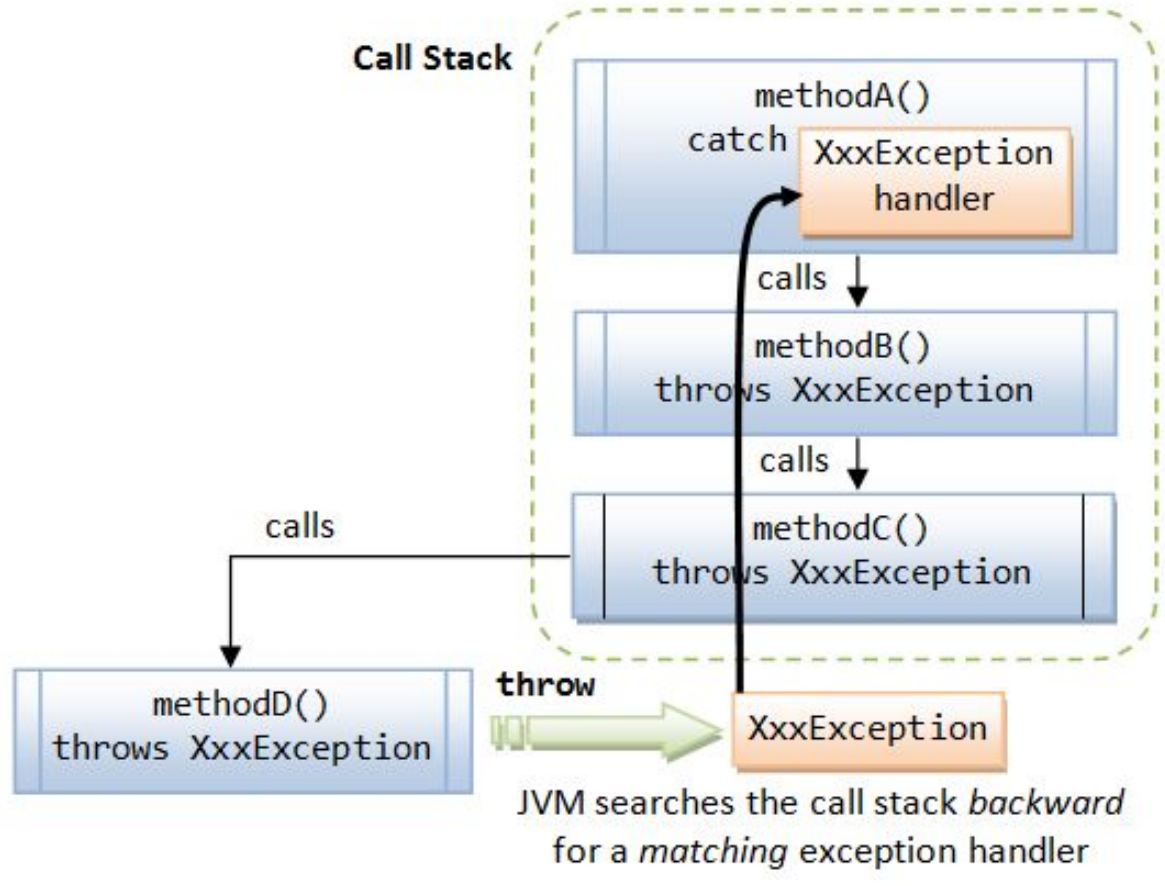 Call Stack
methodA()
catch XxxException
handler
calls
methodB()
throws XxxException
calls
methodC()
throws XxxException
calls
methodD()
throws XxxException
throw
XxxException
JVM searches the call stack backward
for a matching exception handler